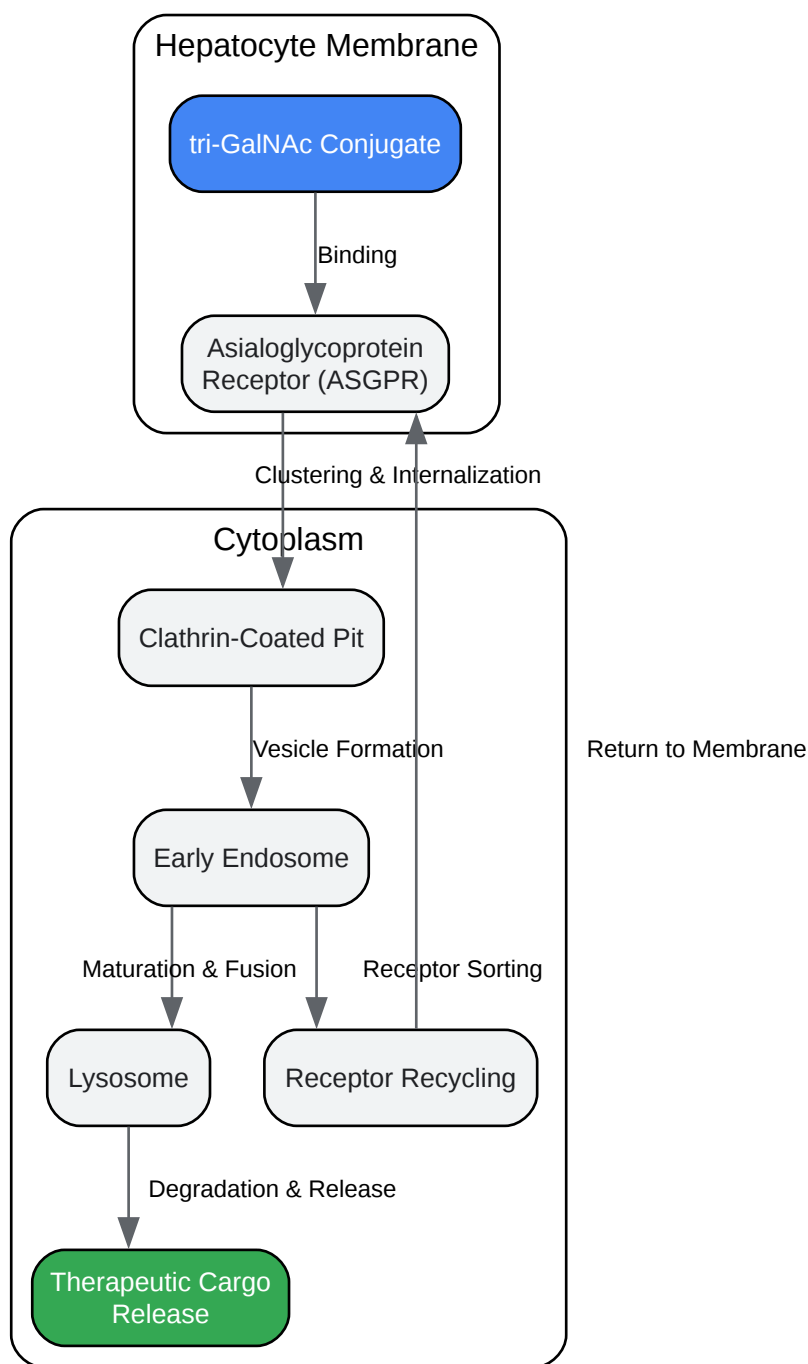 Hepatocyte Membrane
tri-GalNAc Conjugate
Binding
Asialoglycoprotein
Receptor (ASGPR)
Clustering & Internalization
Cytoplasm
Clathrin-Coated Pit
Vesicle Formation
Return to Membrane
Early Endosome
Maturation & Fusion
Receptor Sorting
Lysosome
Receptor Recycling
Degradation & Release
Therapeutic Cargo
Release